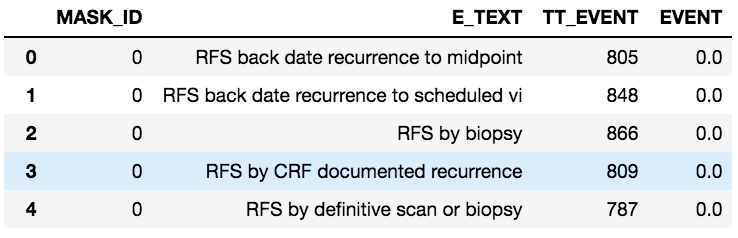 MASK_ID E_TEXT TT_EVENT EVENT
0 0 RFS back date recurrence to midpoint 805 0.0
1 0 RFS back date recurrence to scheduled vi 848 0.0
2 0 RFS by biopsy 866 0.0
3 0 RFS by CRF documented recurrence 809 0.0
4 0 RFS by definitive scan or biopsy 787 0.0